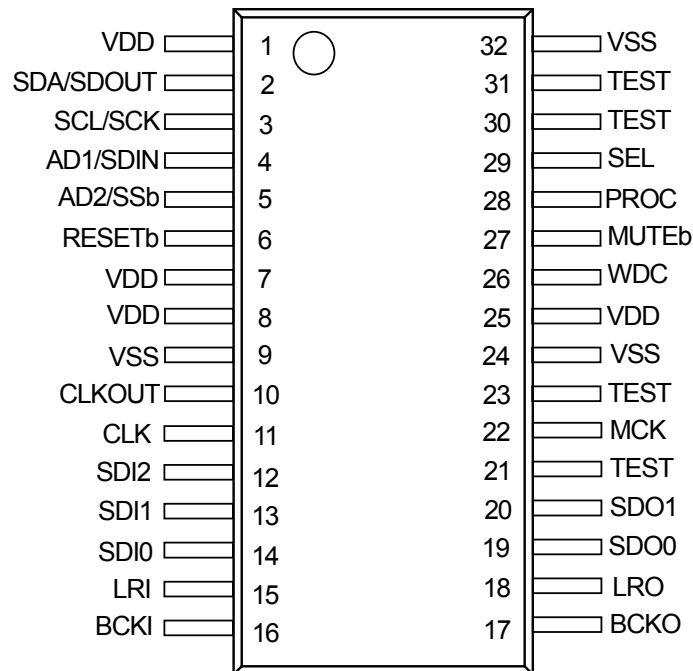 VDD 1 32 VSS
SDA/SDOUT 2 31 TEST
SCL/SCK 3 30 TEST
AD1/SDIN 4 29 SEL
AD2/SSb 5 28 PROC
RESETb 6 27 MUTEb
VDD 7 26 WDC
VDD 8 25 VDD
VSS 9 24 VSS
CLKOUT 10 23 TEST
CLK 11 22 MCK
SDI2 12 21 TEST
SDI1 13 20 SDO1
SDI0 14 19 SDO0
LRI 15 18 LRO
BCKI 16 17 BCKO